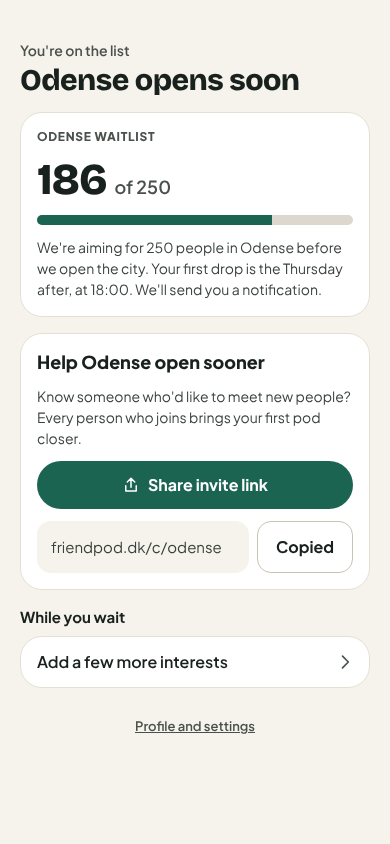 You're on the list
Odense opens soon
ODENSE WAITLIST
186 of 250
We're aiming for 250 people in Odense before
we open the city. Your first drop is the Thursday
after, at 18:00. We'll send you a notification.
Help Odense open sooner
Know someone who'd like to meet new people?
Every person who joins brings your first pod
closer.
Share invite link
friendpod.dk/c/odense
Copied
While you wait
Add a few more interests
Profile and settings